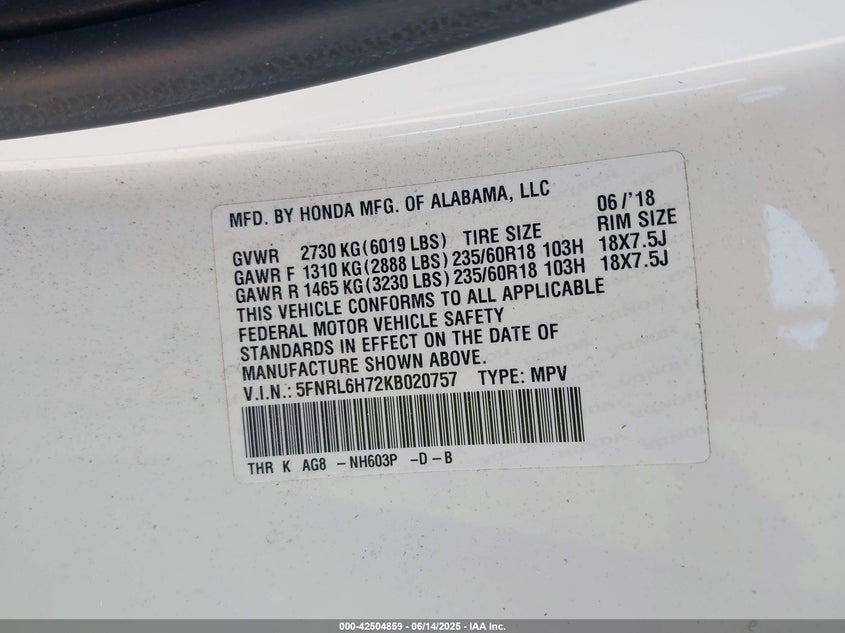 MFD. BY HONDA MFG. OF ALABAMA, LLC 06/'18
GVWR 2730 KG(6019 LBS) TIRE SIZE RIM SIZE
GAWR F 1310 KG(2888 LBS) 235/60R18 103H 18X7.5J
GAWR R 1465 KG(3230 LBS) 235/60R18 103H 18X7.5J
THIS VEHICLE CONFORMS TO ALL APPLICABLE
FEDERAL MOTOR VEHICLE SAFETY
STANDARDS IN EFFECT ON THE DATE OF
MANUFACTURE SHOWN ABOVE.
V.I.N.: 5FNRL6H72KB020757 TYPE: MPV
THR K AG8 -NH603P -D-B
000-42504859 - 06/14/2025 - IAA Inc.